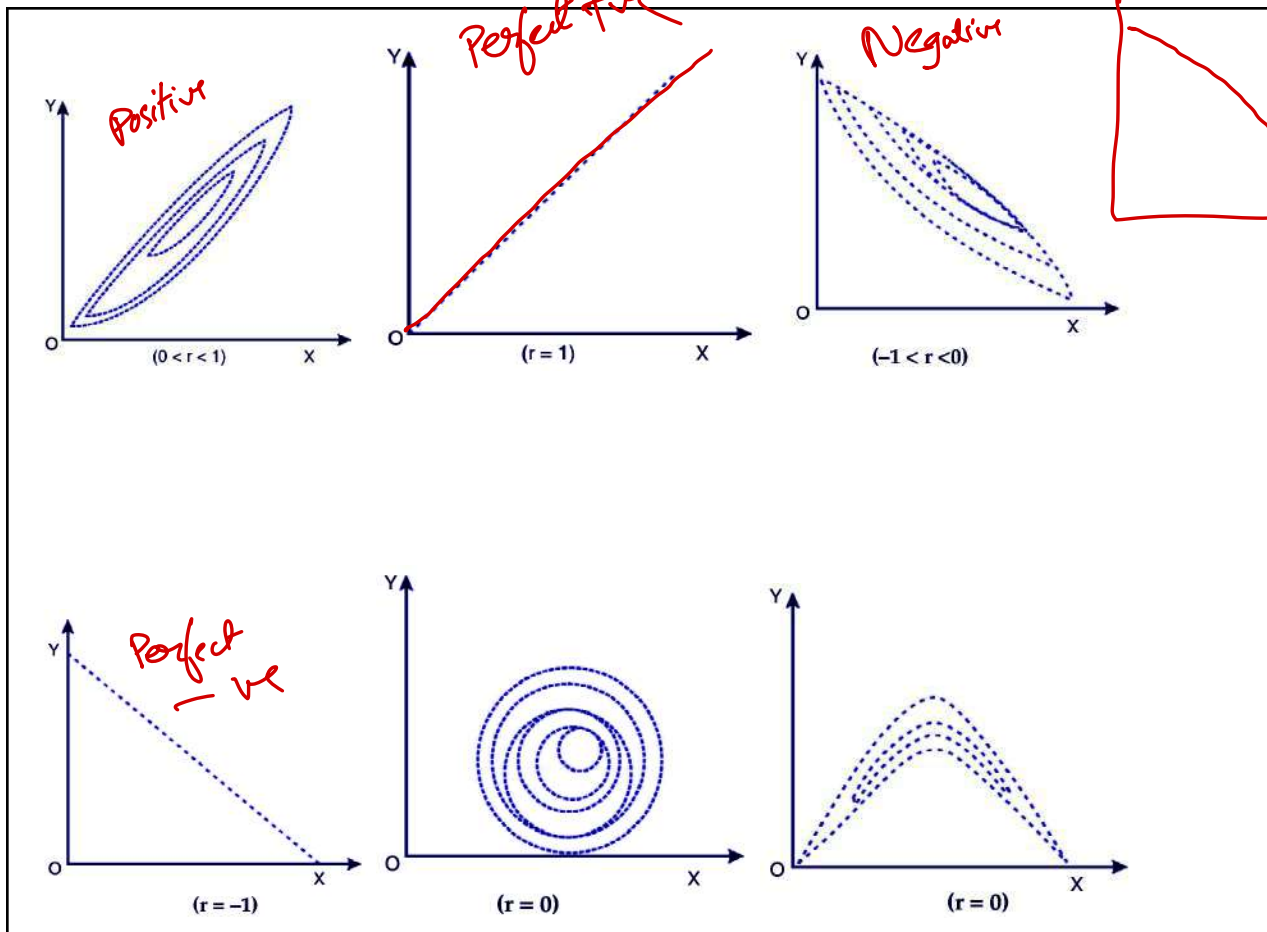 Perfect +ve
Negative
Positive
Y
Y
Y
O
(0 < r < 1)
X
O
(r = 1)
X
O
X
(–1 < r <0)
Perfect
– ve
Y
Y
Y
O
X
(r = –1)
O
X
(r = 0)
O
X
(r = 0)